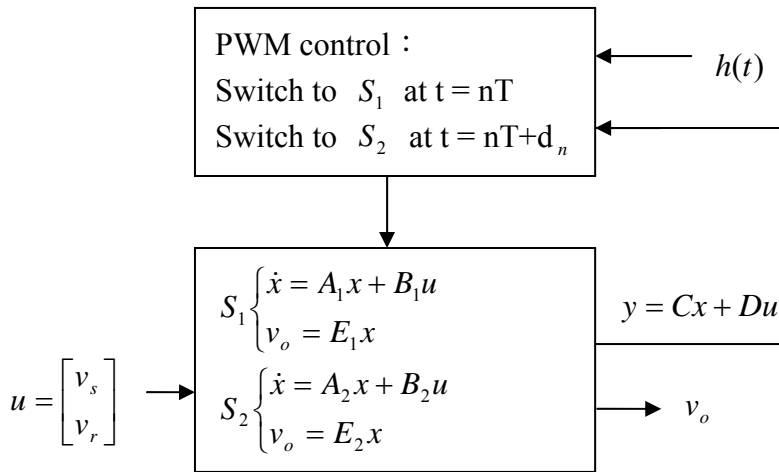 PWM control：
Switch to S₁ at t = nT
Switch to S₂ at t = nT+dₙ
h(t)
S₁ { ẋ = A₁x + B₁u
vₒ = E₁x
S₂ { ẋ = A₂x + B₂u
vₒ = E₂x
y = Cx + Du
u = [vₛ
vᵣ]
vₒ